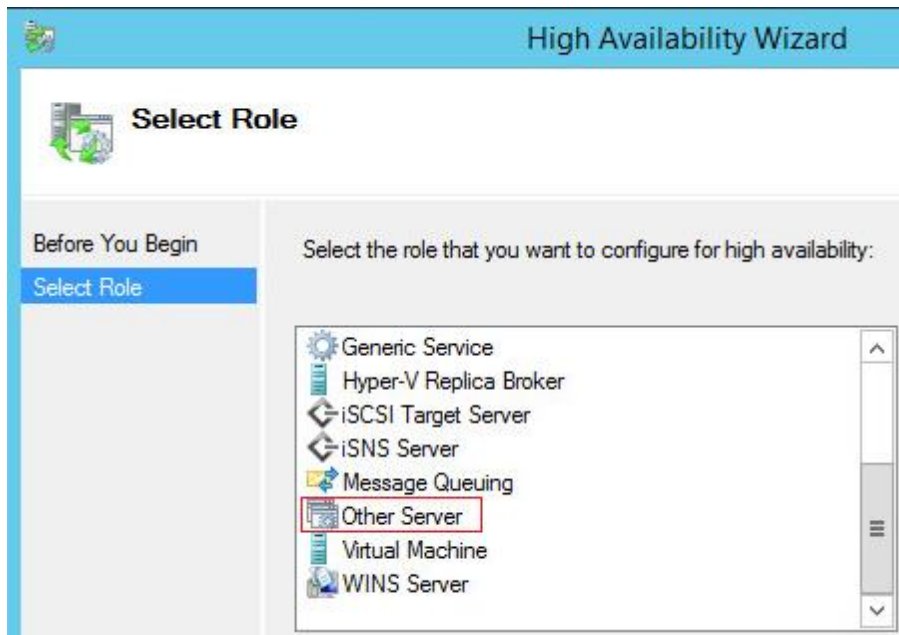 High Availability Wizard
Select Role
Before You Begin
Select Role
Select the role that you want to configure for high availability:
Generic Service
Hyper-V Replica Broker
iSCSI Target Server
iSNS Server
Message Queuing
Other Server
Virtual Machine
WINS Server